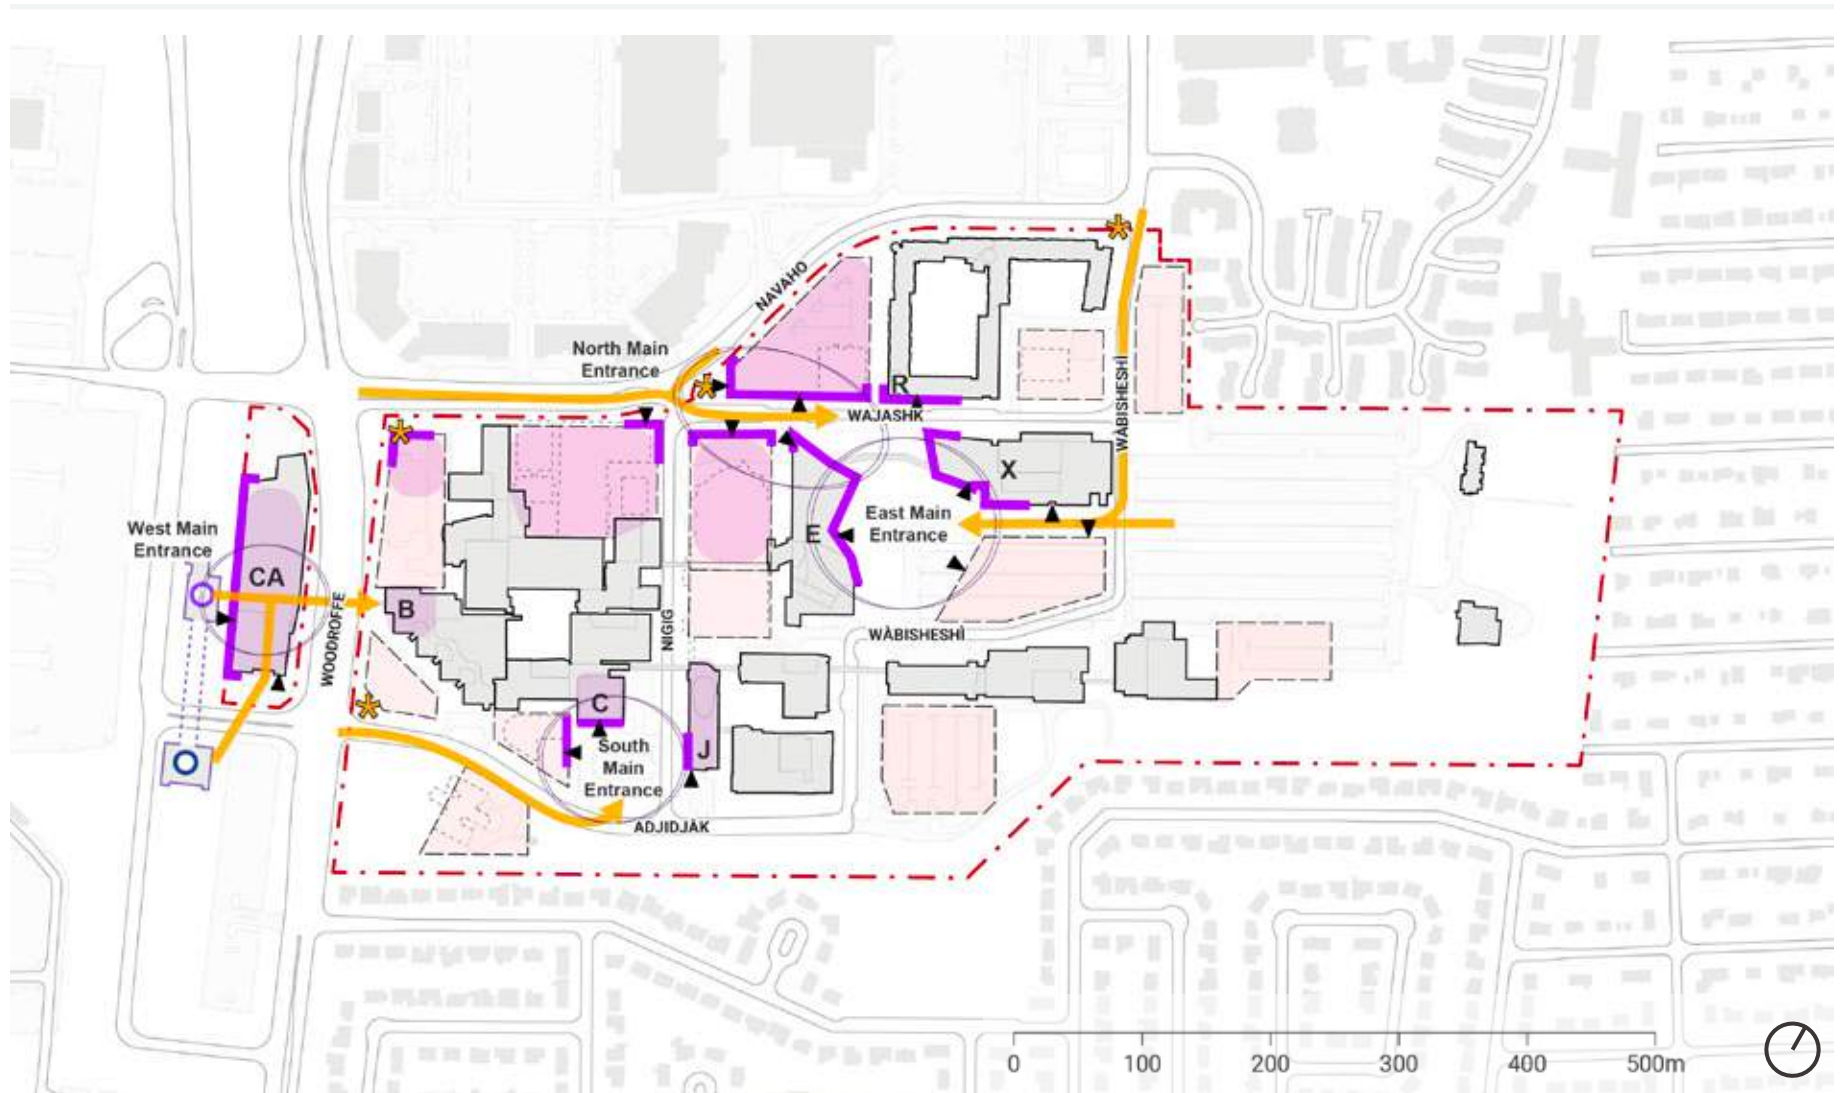 NAVAHO
North Main
Entrance
R
WAJASHK
WÀBISHESHÌ
X
West Main
Entrance
East Main
Entrance
E
CA
B
WOODROFFE
NIGIG
WÀBISHESHÌ
C
South
Main
Entrance
J
ADJIDJÀK
0 100 200 300 400 500m